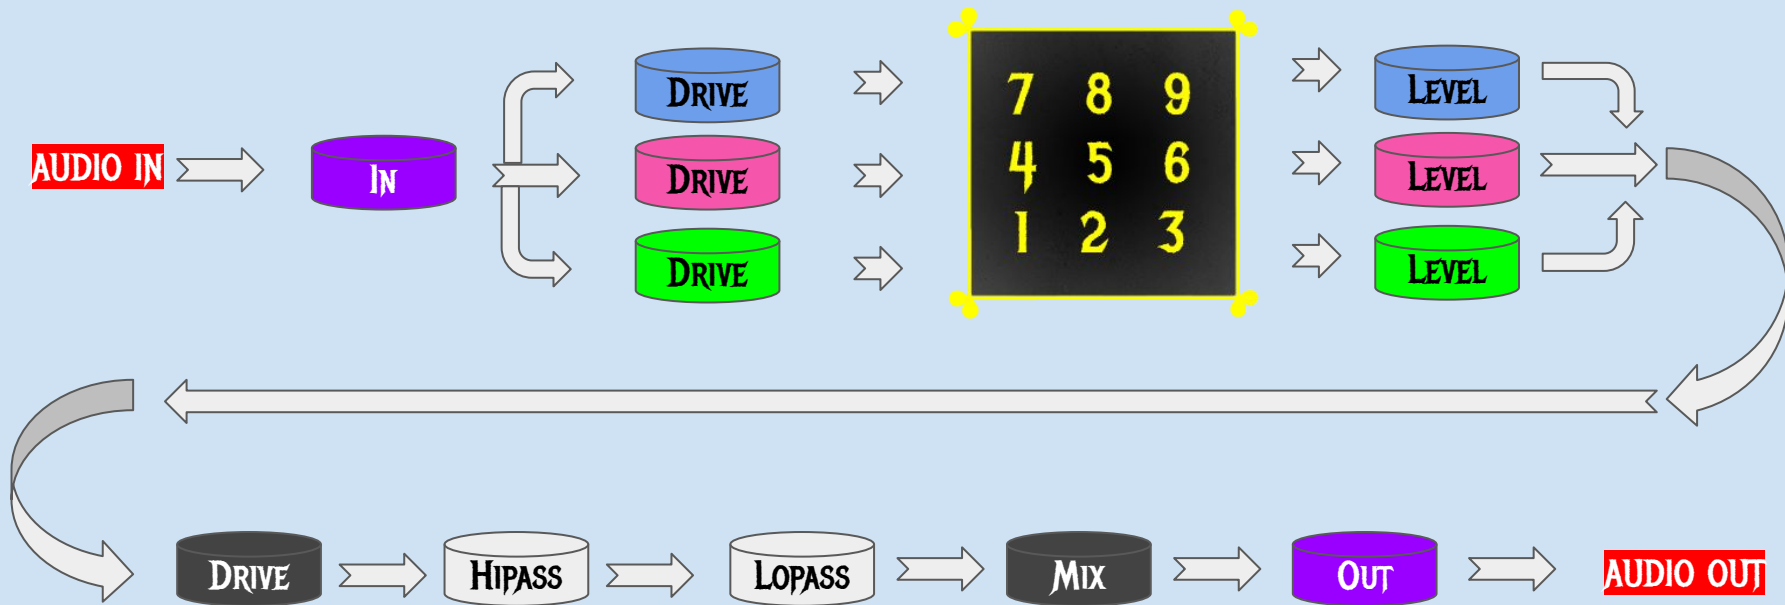 AUDIO IN
IN
DRIVE
DRIVE
DRIVE
7 8 9
4 5 6
1 2 3
LEVEL
LEVEL
LEVEL
DRIVE
HIPASS
LOPASS
MIX
OUT
AUDIO OUT